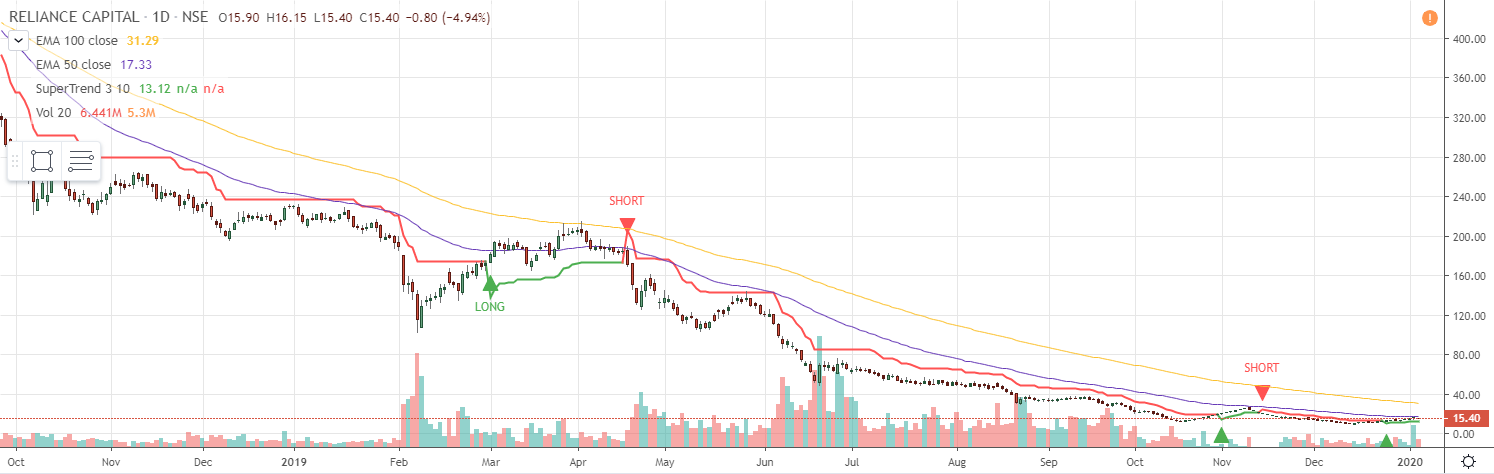 RELIANCE CAPITAL · 1D · NSE O15.90 H16.15 L15.40 C15.40 −0.80 (−4.94%)
EMA 100 close 31.29
EMA 50 close 17.33
SuperTrend 3 10 13.12 n/a n/a
Vol 20 6.441M 5.3M
!
400.00
360.00
320.00
280.00
240.00
200.00
160.00
120.00
80.00
40.00
15.40
0.00
SHORT
LONG
SHORT
Oct Nov Dec 2019 Feb Mar Apr May Jun Jul Aug Sep Oct Nov Dec 2020